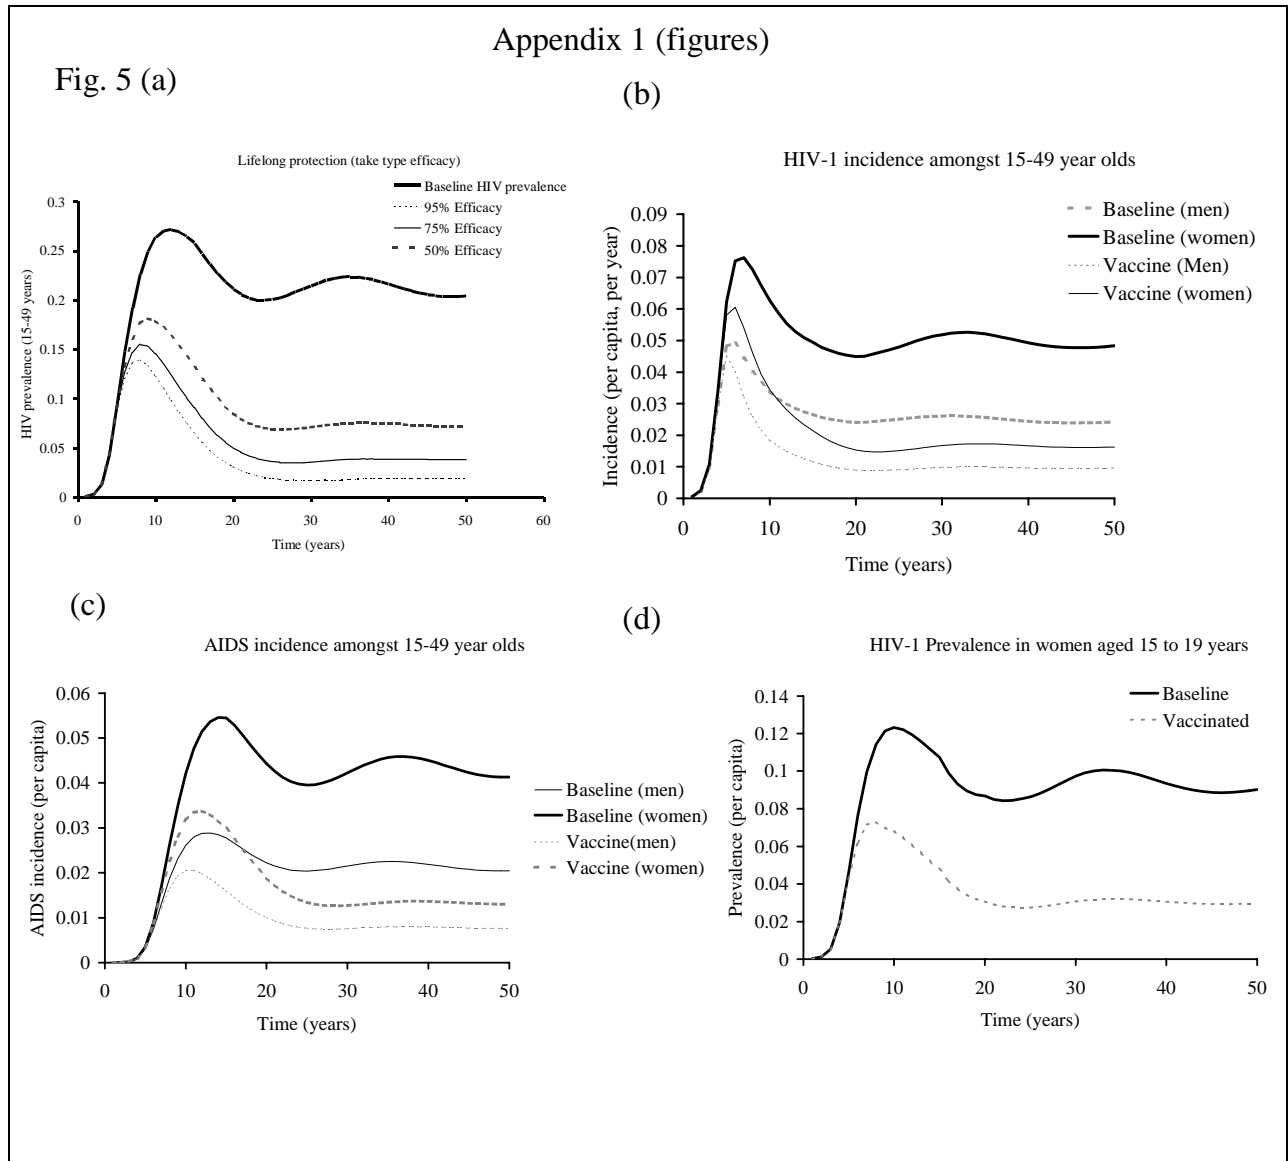 Appendix 1 (figures)
Fig. 5 (a)
Lifelong protection (take type efficacy)
Baseline HIV prevalence
95% Efficacy
75% Efficacy
50% Efficacy
HIV prevalence (15-49 years)
0.3
0.25
0.2
0.15
0.1
0.05
0
0 10 20 30 40 50 60
Time (years)
(b)
HIV-1 incidence amongst 15-49 year olds
Baseline (men)
Baseline (women)
Vaccine (Men)
Vaccine (women)
Incidence (per capita, per year)
0.09
0.08
0.07
0.06
0.05
0.04
0.03
0.02
0.01
0
0 10 20 30 40 50
Time (years)
(c)
AIDS incidence amongst 15-49 year olds
AIDS incidence (per capita)
0.06
0.05
0.04
0.03
0.02
0.01
0
0 10 20 30 40 50
Time (years)
Baseline (men)
Baseline (women)
Vaccine(men)
Vaccine (women)
(d)
HIV-1 Prevalence in women aged 15 to 19 years
Baseline
Vaccinated
Prevalence (per capita)
0.14
0.12
0.1
0.08
0.06
0.04
0.02
0
0 10 20 30 40 50
Time (years)